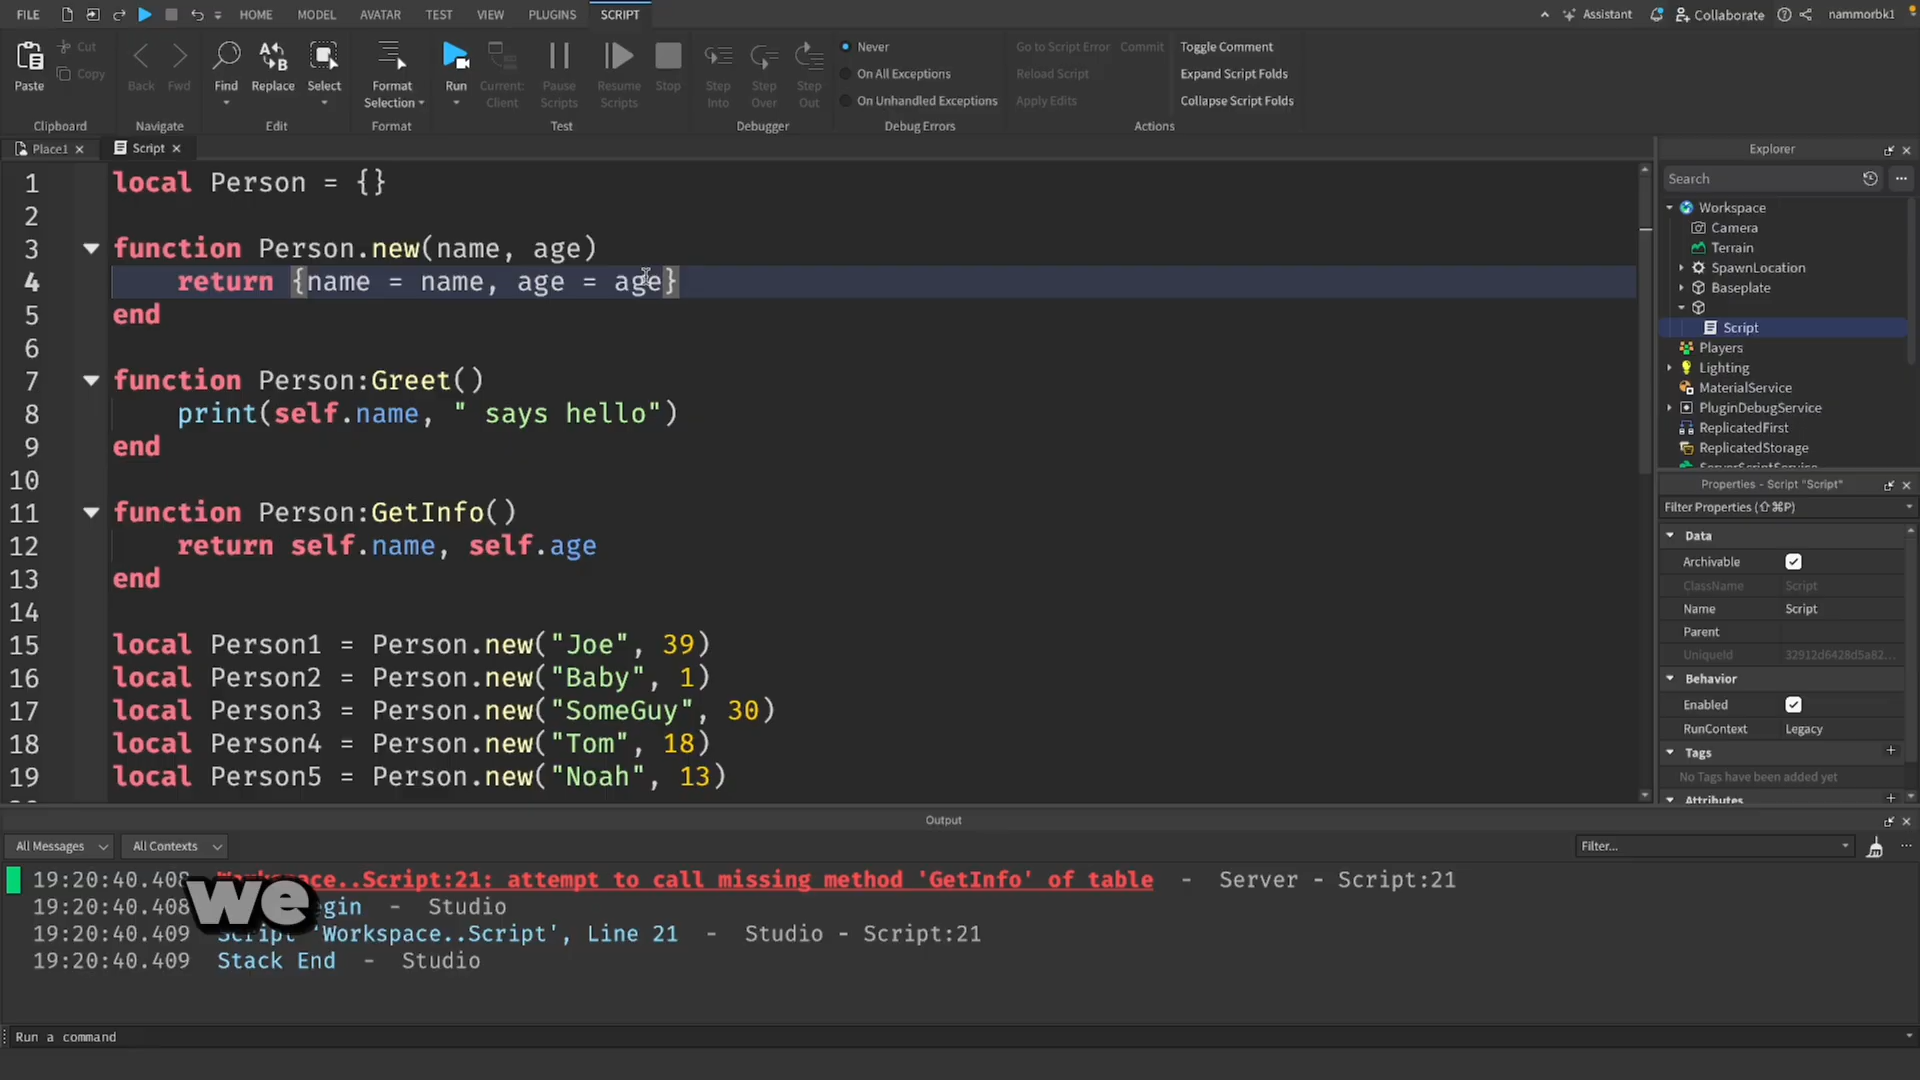 FILE HOME MODEL AVATAR TEST VIEW PLUGINS SCRIPT Assistant Collaborate nammorbk1
Paste Cut Copy Clipboard
Back Fwd Navigate
Find Replace Select Edit
Format Selection Format
Run Current: Client Pause Scripts Resume Scripts Stop Test
Step Into Step Over Step Out Debugger
Never
On All Exceptions
On Unhandled Exceptions
Debug Errors
Go to Script Error Commit Toggle Comment
Reload Script Expand Script Folds
Apply Edits Collapse Script Folds
Actions
Place1 Script
1 local Person = {}
2
3 function Person.new(name, age)
4 return {name = name, age = age}
5 end
6
7 function Person:Greet()
8 print(self.name, " says hello")
9 end
10
11 function Person:GetInfo()
12 return self.name, self.age
13 end
14
15 local Person1 = Person.new("Joe", 39)
16 local Person2 = Person.new("Baby", 1)
17 local Person3 = Person.new("SomeGuy", 30)
18 local Person4 = Person.new("Tom", 18)
19 local Person5 = Person.new("Noah", 13)
Explorer
Search
Workspace
Camera
Terrain
SpawnLocation
Baseplate
Script
Players
Lighting
MaterialService
PluginDebugService
ReplicatedFirst
ReplicatedStorage
ServerScriptService
Properties - Script "Script"
Filter Properties (⇧⌘P)
Data
Archivable
ClassName Script
Name Script
Parent
UniqueId 32912d6428d5a82...
Behavior
Enabled
RunContext Legacy
Tags
No Tags have been added yet
Attributes
Output
All Messages All Contexts Filter...
19:20:40.408 Workspace..Script:21: attempt to call missing method 'GetInfo' of table - Server - Script:21
19:20:40.408 gin - Studio
19:20:40.409 Script 'Workspace..Script', Line 21 - Studio - Script:21
19:20:40.409 Stack End - Studio
we
Run a command